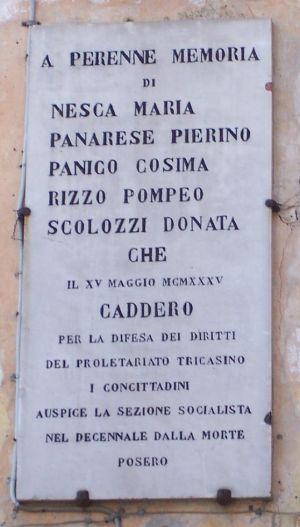 A PERENNE MEMORIA
DI
NESCA MARIA
PANARESE PIERINO
PANICO COSIMA
RIZZO POMPEO
SCOLOZZI DONATA
CHE
IL XV MAGGIO MCMXXXV
CADDERO
PER LA DIFESA DEI DIRITTI
DEL PROLETARIATO TRICASINO
I CONCITTADINI
AUSPICE LA SEZIONE SOCIALISTA
NEL DECENNALE DALLA MORTE
POSERO